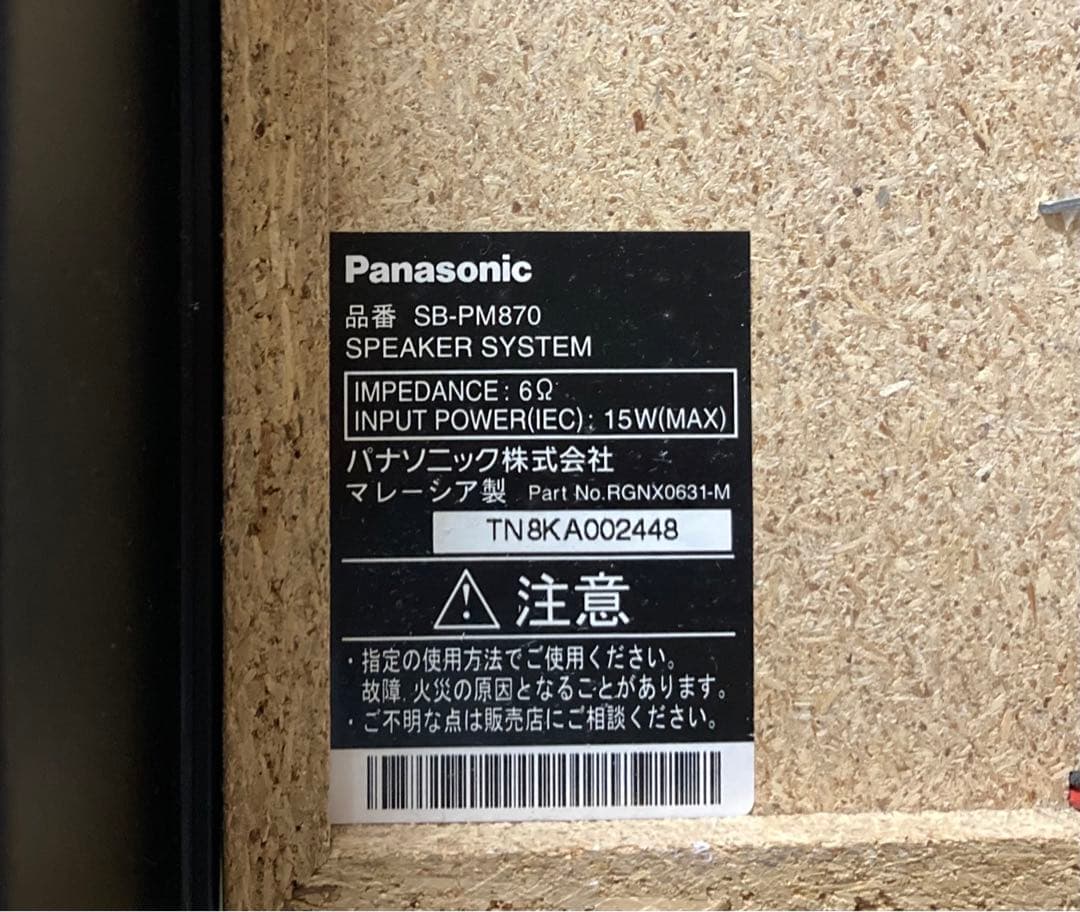 Panasonic
品番 SB-PM870
SPEAKER SYSTEM
IMPEDANCE : 6Ω
INPUT POWER(IEC) : 15W(MAX)
パナソニック株式会社
マレーシア製 Part No.RGNX0631-M
TN8KA002448
注意
・指定の使用方法でご使用ください。
故障.火災の原因となることがあります。
・ご不明な点は販売店にご相談ください。